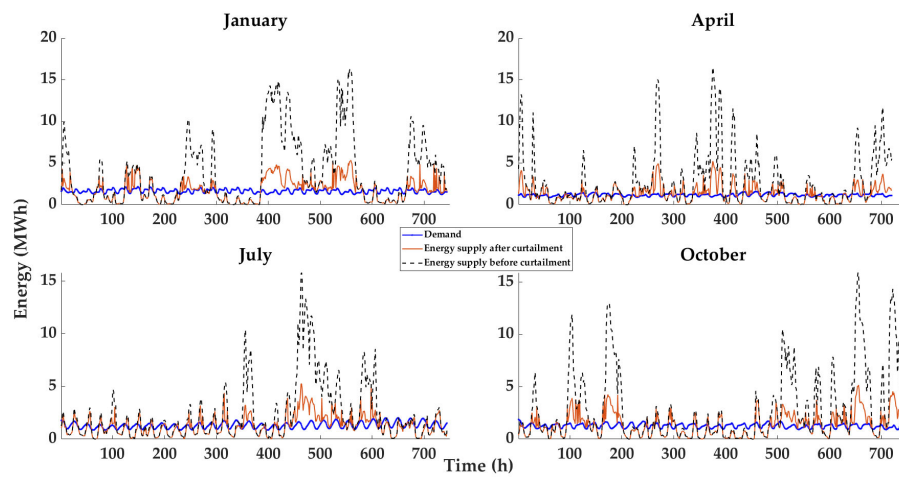 January
April
20
15
10
5
0
100 200 300 400 500 600 700
20
15
10
5
0
100 200 300 400 500 600 700
Demand
Energy supply after curtailment
Energy supply before curtailment
July
October
15
10
5
0
100 200 300 400 500 600 700
15
10
5
0
100 200 300 400 500 600 700
Energy (MWh)
Time (h)